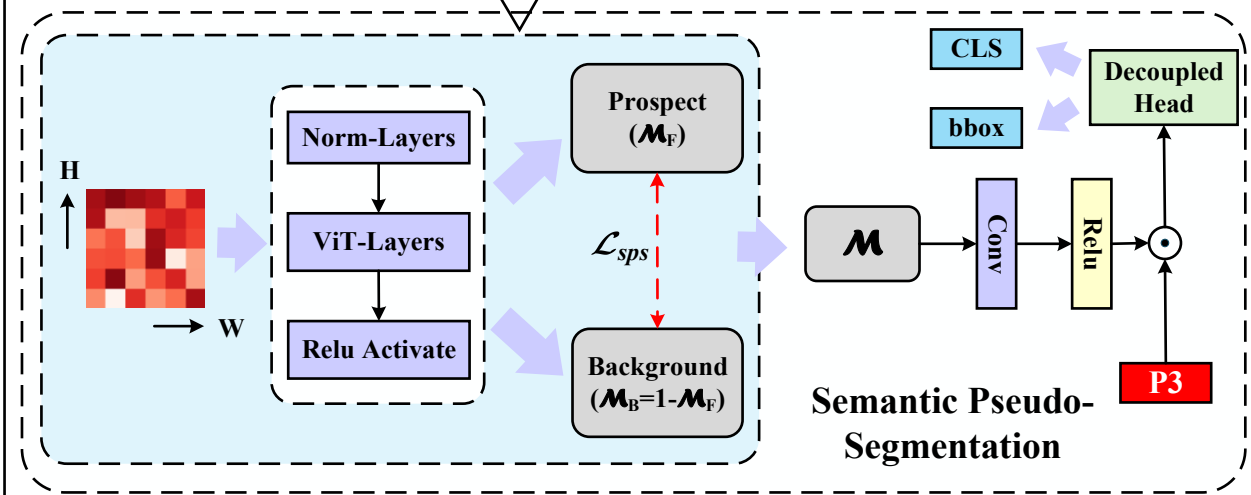 H
W
Norm-Layers
ViT-Layers
Relu Activate
Prospect
(𝓜F)
ℒsps
Background
(𝓜B=1-𝓜F)
𝓜
Conv
Relu
CLS
bbox
Decoupled
Head
P3
Semantic Pseudo-
Segmentation